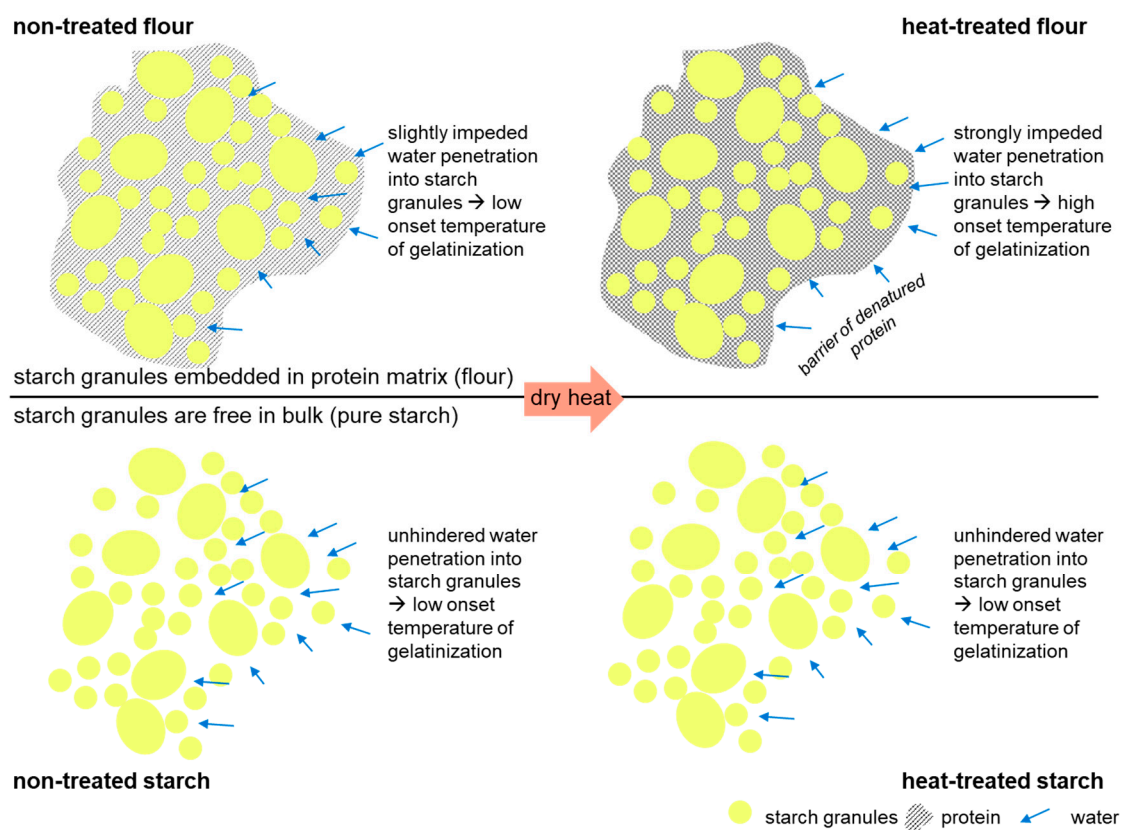 non-treated flour
heat-treated flour
slightly impeded
water penetration
into starch
granules → low
onset temperature
of gelatinization
strongly impeded
water penetration
into starch
granules → high
onset temperature
of gelatinization
barrier of denatured
protein
starch granules embedded in protein matrix (flour)
dry heat
starch granules are free in bulk (pure starch)
unhindered water
penetration into
starch granules
→ low onset
temperature of
gelatinization
unhindered water
penetration into
starch granules
→ low onset
temperature of
gelatinization
non-treated starch
heat-treated starch
starch granules
protein
water